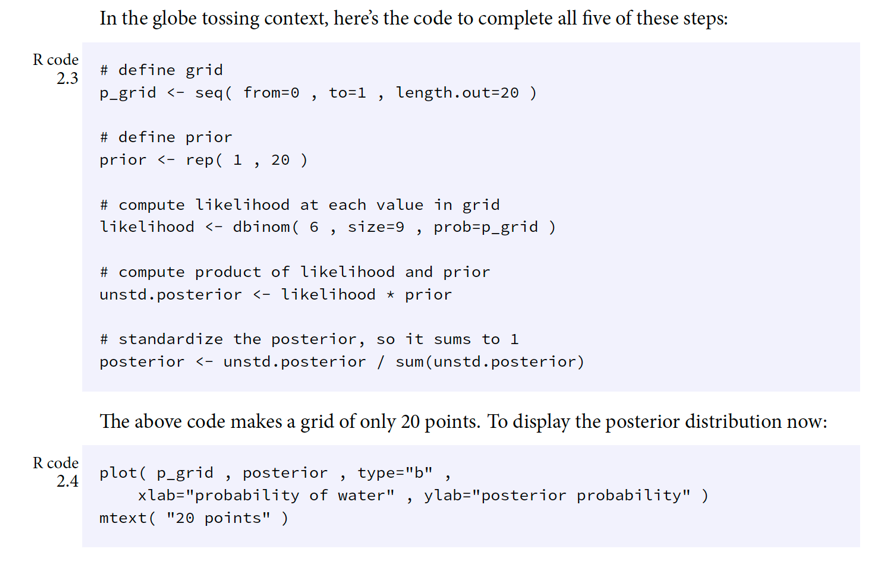 In the globe tossing context, here’s the code to complete all five of these steps:
R code
2.3
# define grid
p_grid <- seq( from=0 , to=1 , length.out=20 )
# define prior
prior <- rep( 1 , 20 )
# compute likelihood at each value in grid
likelihood <- dbinom( 6 , size=9 , prob=p_grid )
# compute product of likelihood and prior
unstd.posterior <- likelihood * prior
# standardize the posterior, so it sums to 1
posterior <- unstd.posterior / sum(unstd.posterior)
The above code makes a grid of only 20 points. To display the posterior distribution now:
R code
2.4
plot( p_grid , posterior , type="b" ,
    xlab="probability of water" , ylab="posterior probability" )
mtext( "20 points" )